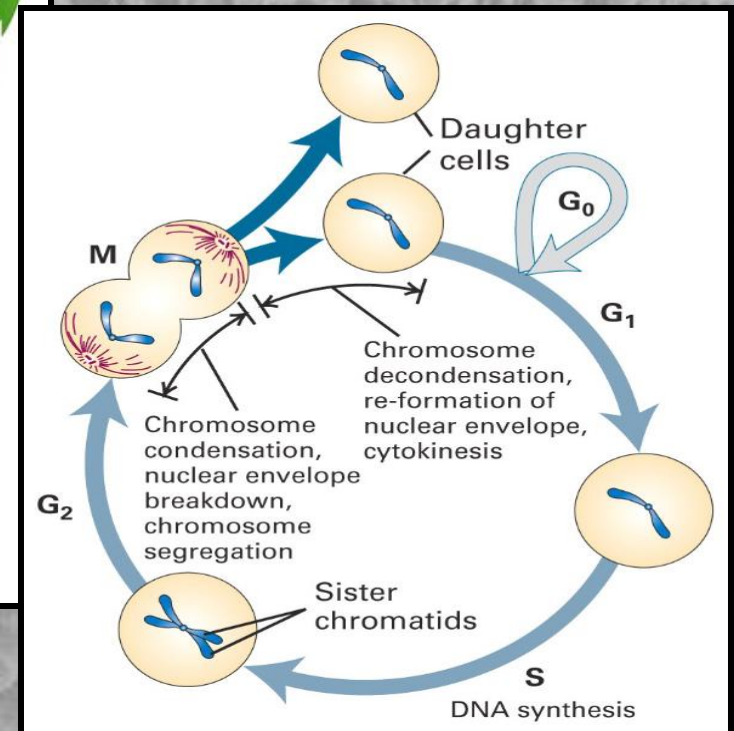 Daughter
cells
G₀
M
G₁
Chromosome
decondensation,
re-formation of
nuclear envelope,
cytokinesis
Chromosome
condensation,
nuclear envelope
breakdown,
chromosome
segregation
G₂
Sister
chromatids
S
DNA synthesis